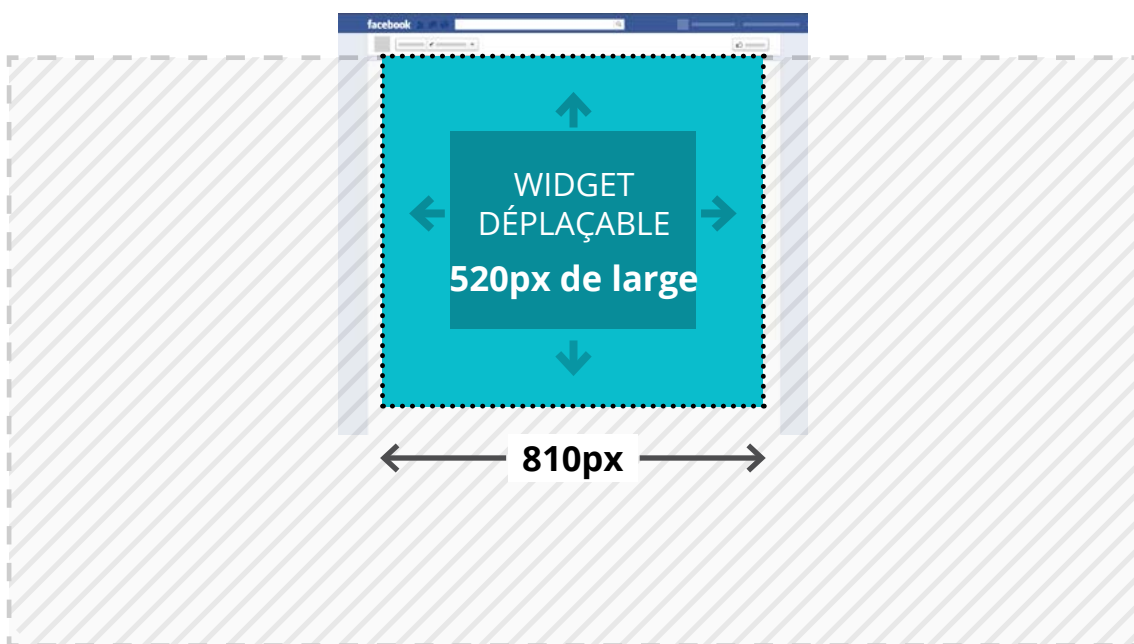 facebook
WIDGET
DÉPLAÇABLE
520px de large
810px